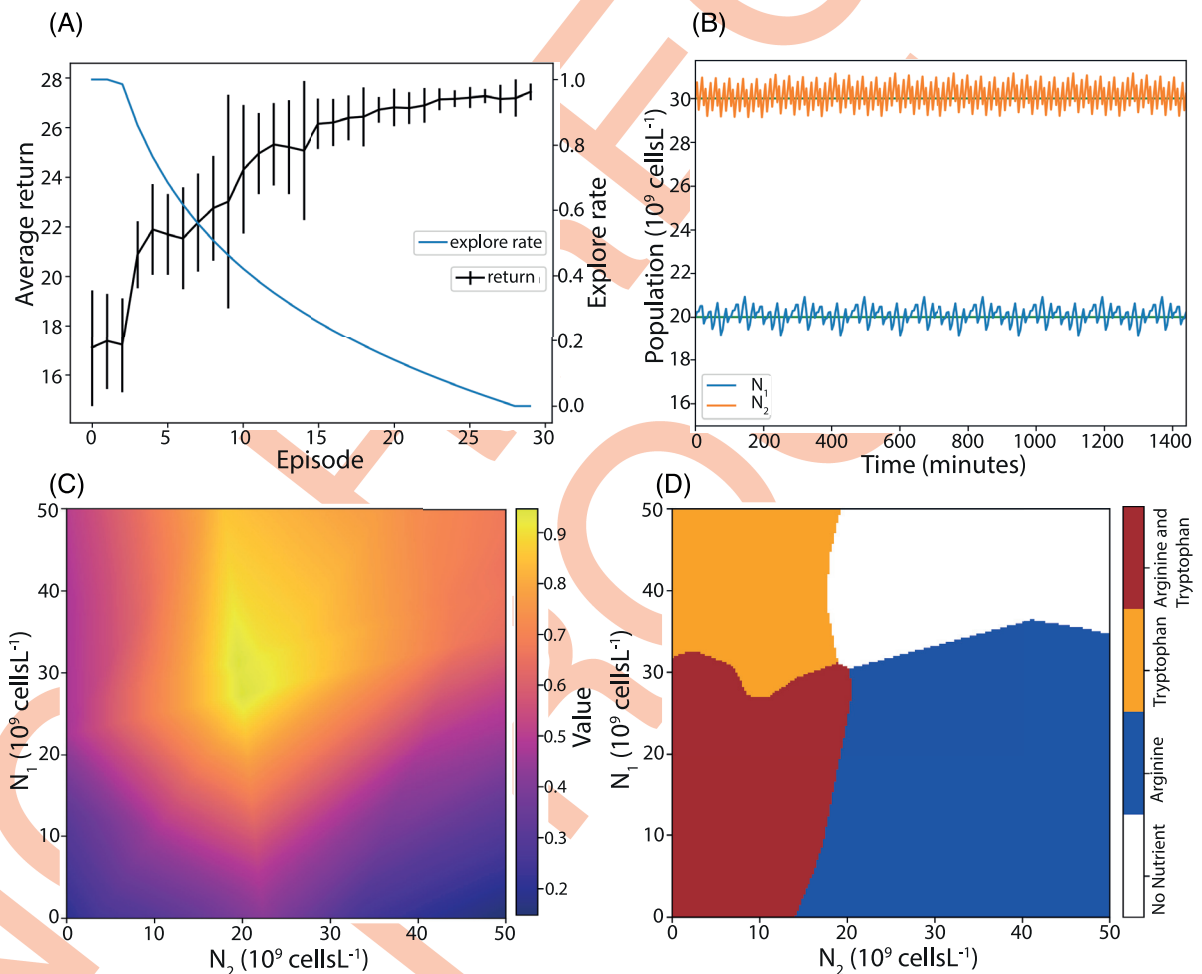 (A)
28
26
24
22
20
18
16
Average return
1.0
0.8
0.6
0.4
0.2
0.0
Explore rate
explore rate
return
0 5 10 15 20 25 30
Episode
(B)
30
28
26
24
22
20
18
16
Population (10⁹ cellsL⁻¹)
N₁
N₂
0 200 400 600 800 1000 1200 1400
Time (minutes)
(C)
50
40
30
20
10
0
N₁ (10⁹ cellsL⁻¹)
0 10 20 30 40 50
N₂ (10⁹ cellsL⁻¹)
0.9
0.8
0.7
0.6
0.5
0.4
0.3
0.2
Value
(D)
50
40
30
20
10
0
N₁ (10⁹ cellsL⁻¹)
0 10 20 30 40 50
N₂ (10⁹ cellsL⁻¹)
Arginine and
Tryptophan
Tryptophan
Arginine
No Nutrient